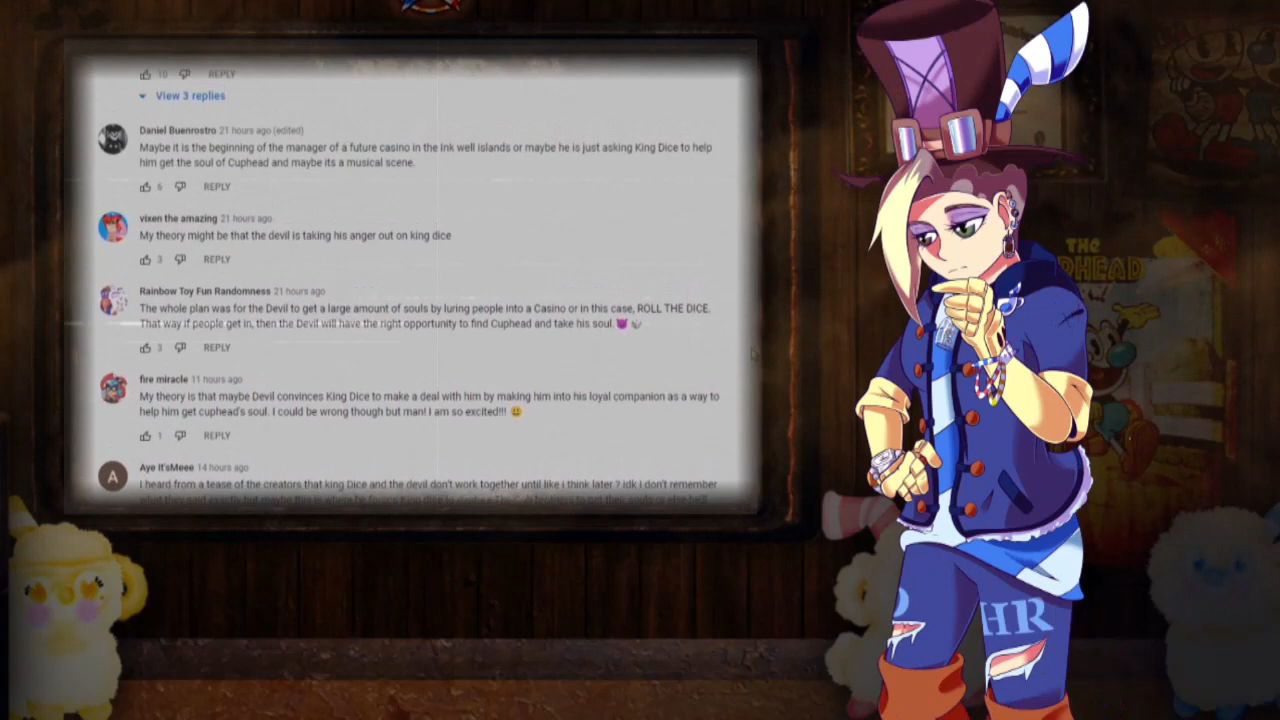 10 REPLY
View 3 replies
Daniel Buenrostro 21 hours ago (edited)
Maybe it is the beginning of the manager of a future casino in the Ink well islands or maybe he is just asking King Dice to help
him get the soul of Cuphead and maybe its a musical scene.
6 REPLY
vixen the amazing 21 hours ago
My theory might be that the devil is taking his anger out on king dice
3 REPLY
Rainbow Toy Fun Randomness 21 hours ago
The whole plan was for the Devil to get a large amount of souls by luring people into a Casino or in this case, ROLL THE DICE.
That way if people get in, then the Devil will have the right opportunity to find Cuphead and take his soul 😈
3 REPLY
fire miracle 11 hours ago
My theory is that maybe Devil convinces King Dice to make a deal with him by making him into his loyal companion as a way to
help him get cuphead's soul. I could be wrong though but man! I am so excited!!! 😃
1 REPLY
A
Aye It'sMeee 14 hours ago
I heard from a tease of the creators that king Dice and the devil don't work together until like i think later ? idk i don't remember
THE
PHEAD
HR